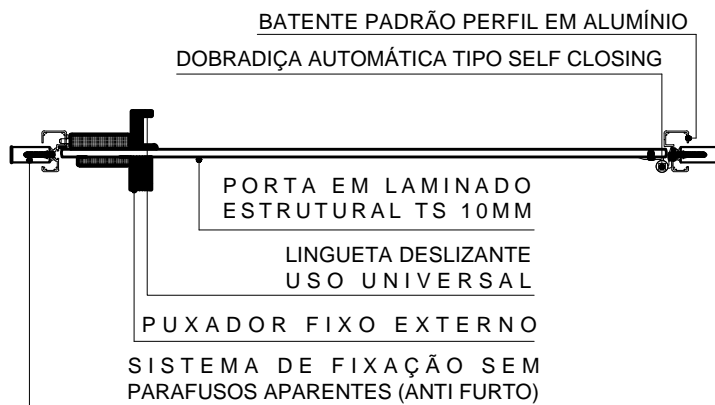 BATENTE PADRÃO PERFIL EM ALUMÍNIO
DOBRADIÇA AUTOMÁTICA TIPO SELF CLOSING
PORTA EM LAMINADO
ESTRUTURAL TS 10MM
LINGUETA DESLIZANTE
USO UNIVERSAL
PUXADOR FIXO EXTERNO
SISTEMA DE FIXAÇÃO SEM
PARAFUSOS APARENTES (ANTI FURTO)